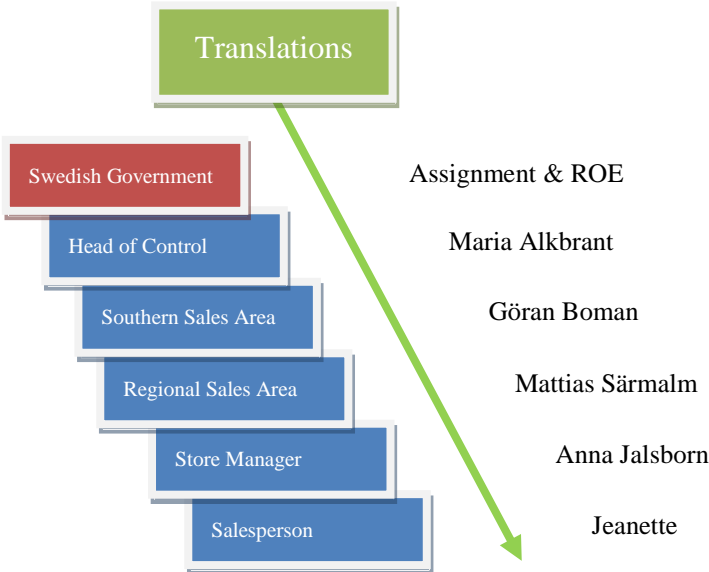 Translations
Swedish Government
Assignment & ROE
Head of Control
Maria Alkbrant
Southern Sales Area
Göran Boman
Regional Sales Area
Mattias Särmalm
Store Manager
Anna Jalsborn
Salesperson
Jeanette